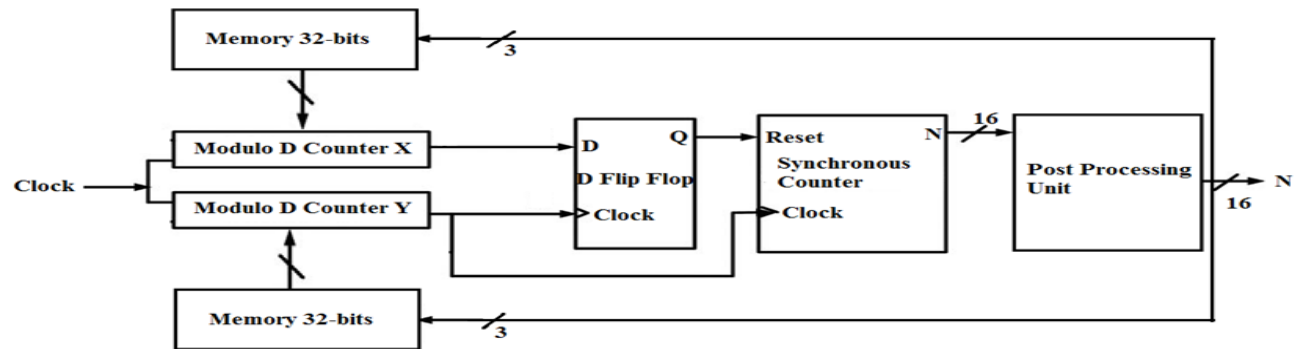 Memory 32-bits
3
Modulo D Counter X
Clock
Modulo D Counter Y
D
Q
D Flip Flop
Clock
Reset
N
Synchronous
Counter
Clock
16
Post Processing
Unit
N
16
Memory 32-bits
3